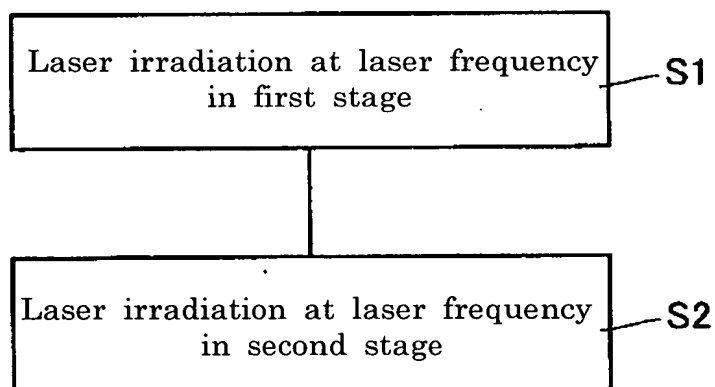 Laser irradiation at laser frequency
in first stage
S1
Laser irradiation at laser frequency
in second stage
S2